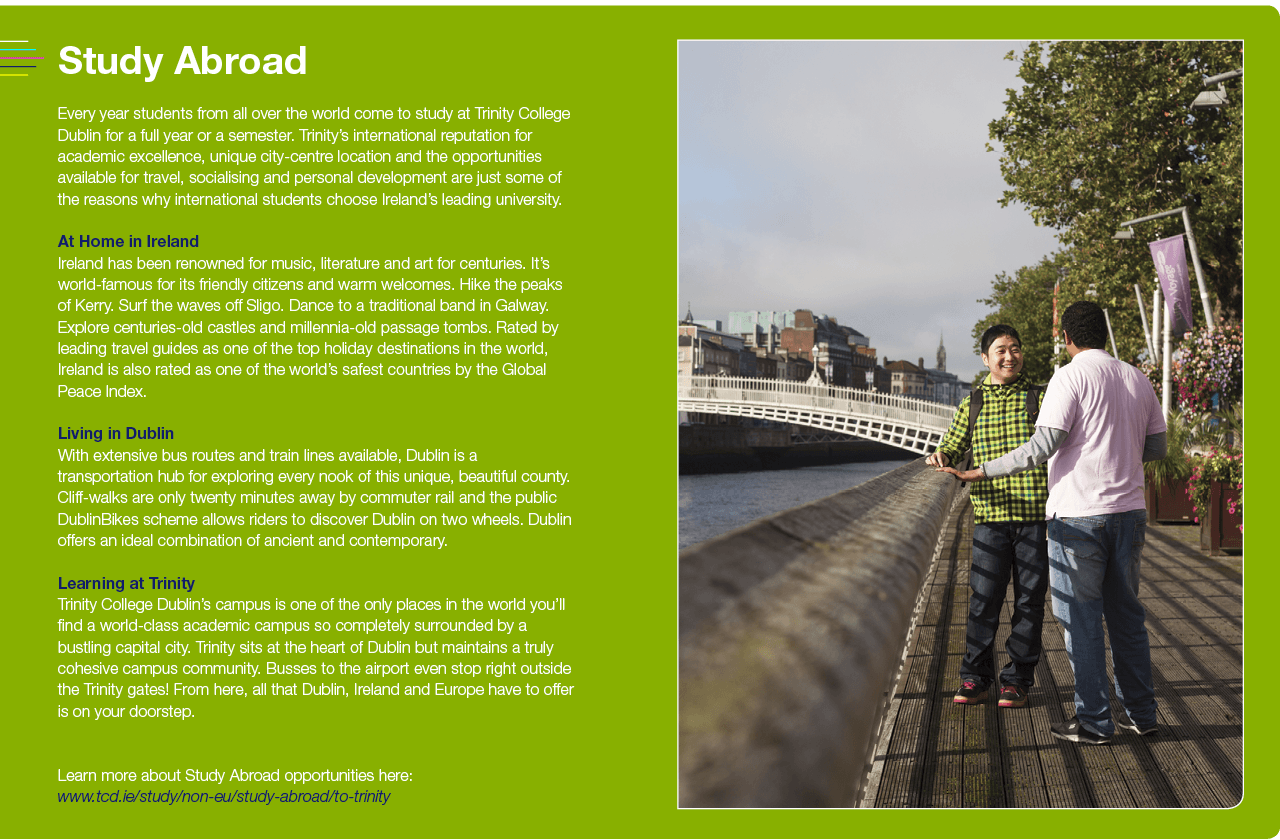 Study Abroad
Every year students from all over the world come to study at Trinity College
Dublin for a full year or a semester. Trinity’s international reputation for
academic excellence, unique city-centre location and the opportunities
available for travel, socialising and personal development are just some of
the reasons why international students choose Ireland’s leading university.
At Home in Ireland
Ireland has been renowned for music, literature and art for centuries. It’s
world-famous for its friendly citizens and warm welcomes. Hike the peaks
of Kerry. Surf the waves off Sligo. Dance to a traditional band in Galway.
Explore centuries-old castles and millennia-old passage tombs. Rated by
leading travel guides as one of the top holiday destinations in the world,
Ireland is also rated as one of the world’s safest countries by the Global
Peace Index.
Living in Dublin
With extensive bus routes and train lines available, Dublin is a
transportation hub for exploring every nook of this unique, beautiful county.
Cliff-walks are only twenty minutes away by commuter rail and the public
DublinBikes scheme allows riders to discover Dublin on two wheels. Dublin
offers an ideal combination of ancient and contemporary.
Learning at Trinity
Trinity College Dublin’s campus is one of the only places in the world you’ll
find a world-class academic campus so completely surrounded by a
bustling capital city. Trinity sits at the heart of Dublin but maintains a truly
cohesive campus community. Busses to the airport even stop right outside
the Trinity gates! From here, all that Dublin, Ireland and Europe have to offer
is on your doorstep.
Learn more about Study Abroad opportunities here:
www.tcd.ie/study/non-eu/study-abroad/to-trinity